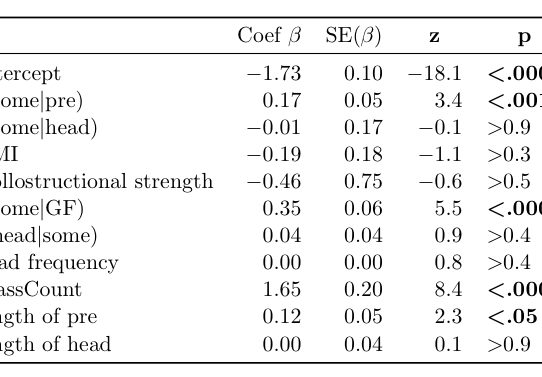 Coef β SE(β) z p
tercept −1.73 0.10 −18.1 <.000
ome|pre) 0.17 0.05 3.4 <.001
ome|head) −0.01 0.17 −0.1 >0.9
MI −0.19 0.18 −1.1 >0.3
llostructional strength −0.46 0.75 −0.6 >0.5
ome|GF) 0.35 0.06 5.5 <.000
head|some) 0.04 0.04 0.9 >0.4
ad frequency 0.00 0.00 0.8 >0.4
assCount 1.65 0.20 8.4 <.000
ngth of pre 0.12 0.05 2.3 <.05
ngth of head 0.00 0.04 0.1 >0.9